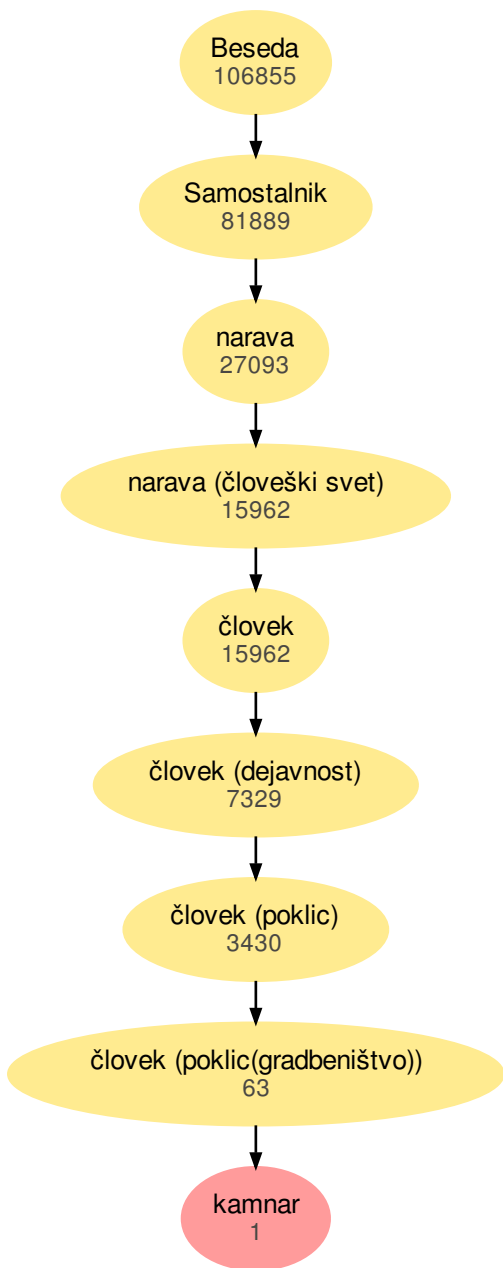 Beseda
106855
Samostalnik
81889
narava
27093
narava (človeški svet)
15962
človek
15962
človek (dejavnost)
7329
človek (poklic)
3430
človek (poklic(gradbeništvo))
63
kamnar
1